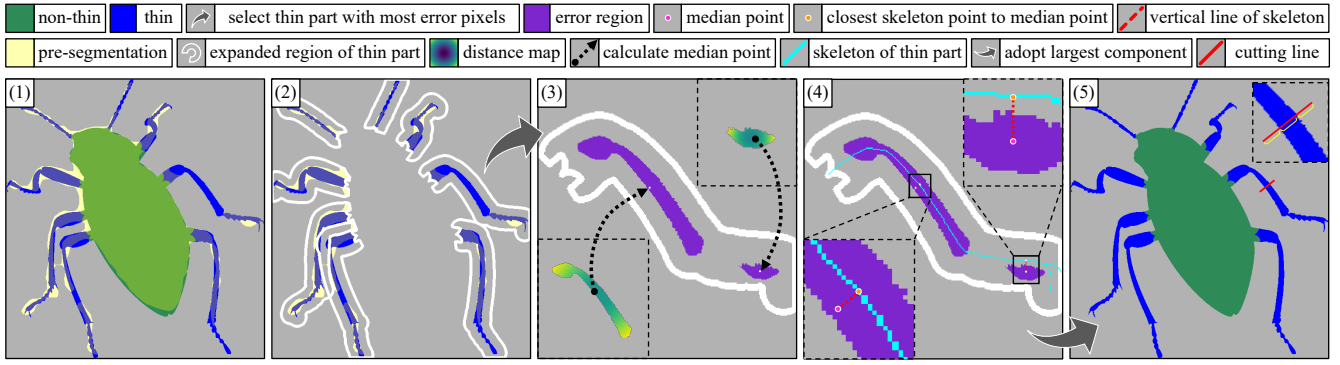 non-thin thin select thin part with most error pixels error region median point closest skeleton point to median point vertical line of skeleton
pre-segmentation expanded region of thin part distance map calculate median point skeleton of thin part adopt largest component cutting line
(1) (2) (3) (4) (5)